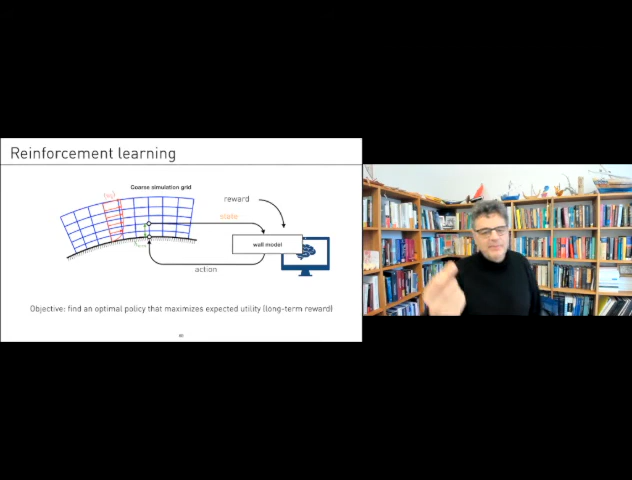 Reinforcement learning
Coarse simulation grid
reward
state
wall model
action
Objective: find an optimal policy that maximizes expected utility (long-term reward)